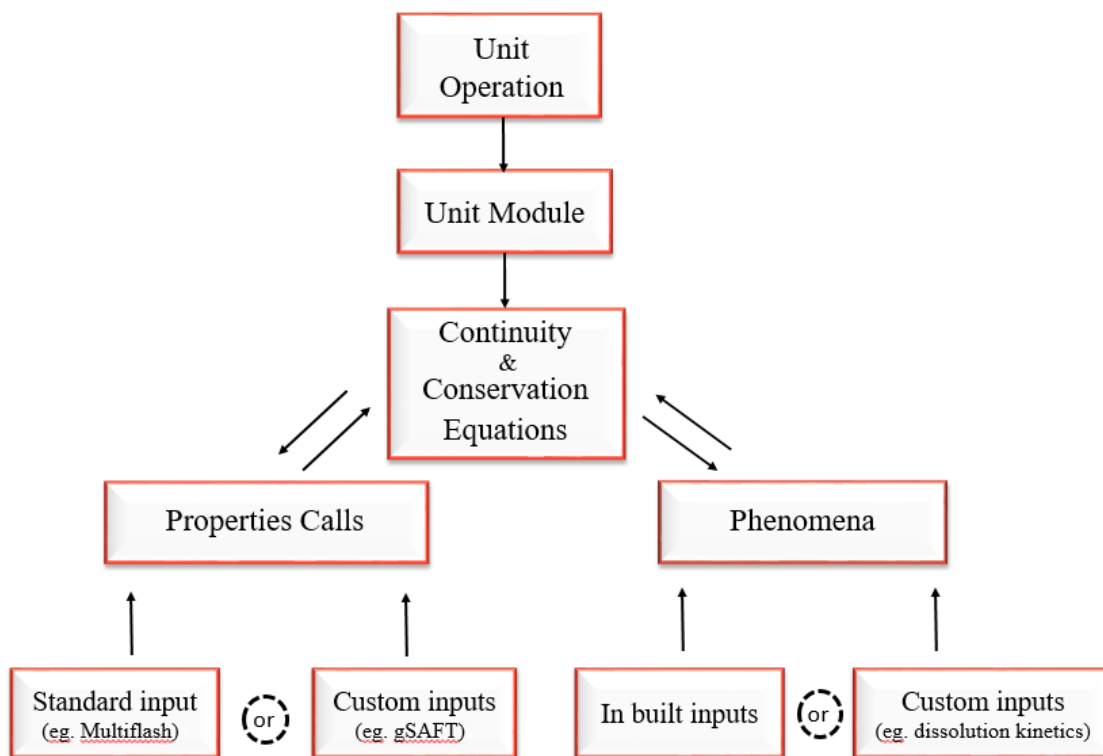 Unit
Operation
Unit Module
Continuity
&
Conservation
Equations
Properties Calls
Phenomena
Standard input
(eg. Multiflash)
or
Custom inputs
(eg. gSAFT)
In built inputs
or
Custom inputs
(eg. dissolution kinetics)